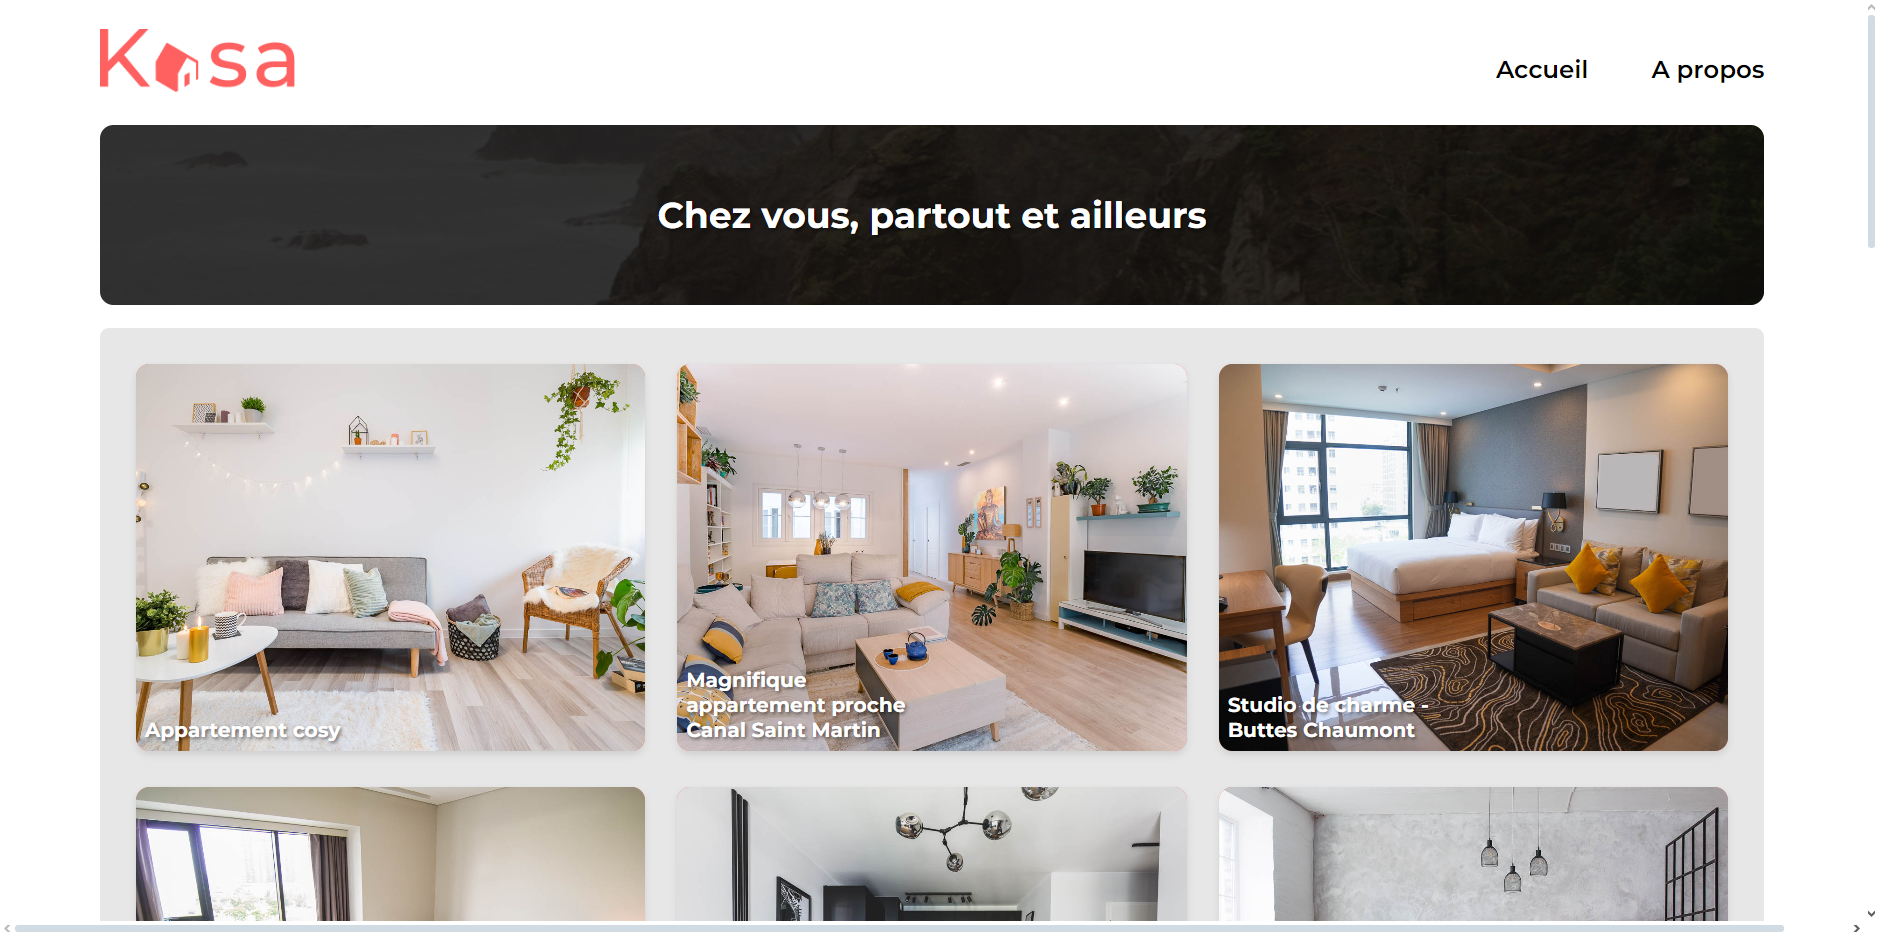 Kasa
Accueil
A propos
Chez vous, partout et ailleurs
Appartement cosy
Magnifique
appartement proche
Canal Saint Martin
Studio de charme -
Buttes Chaumont